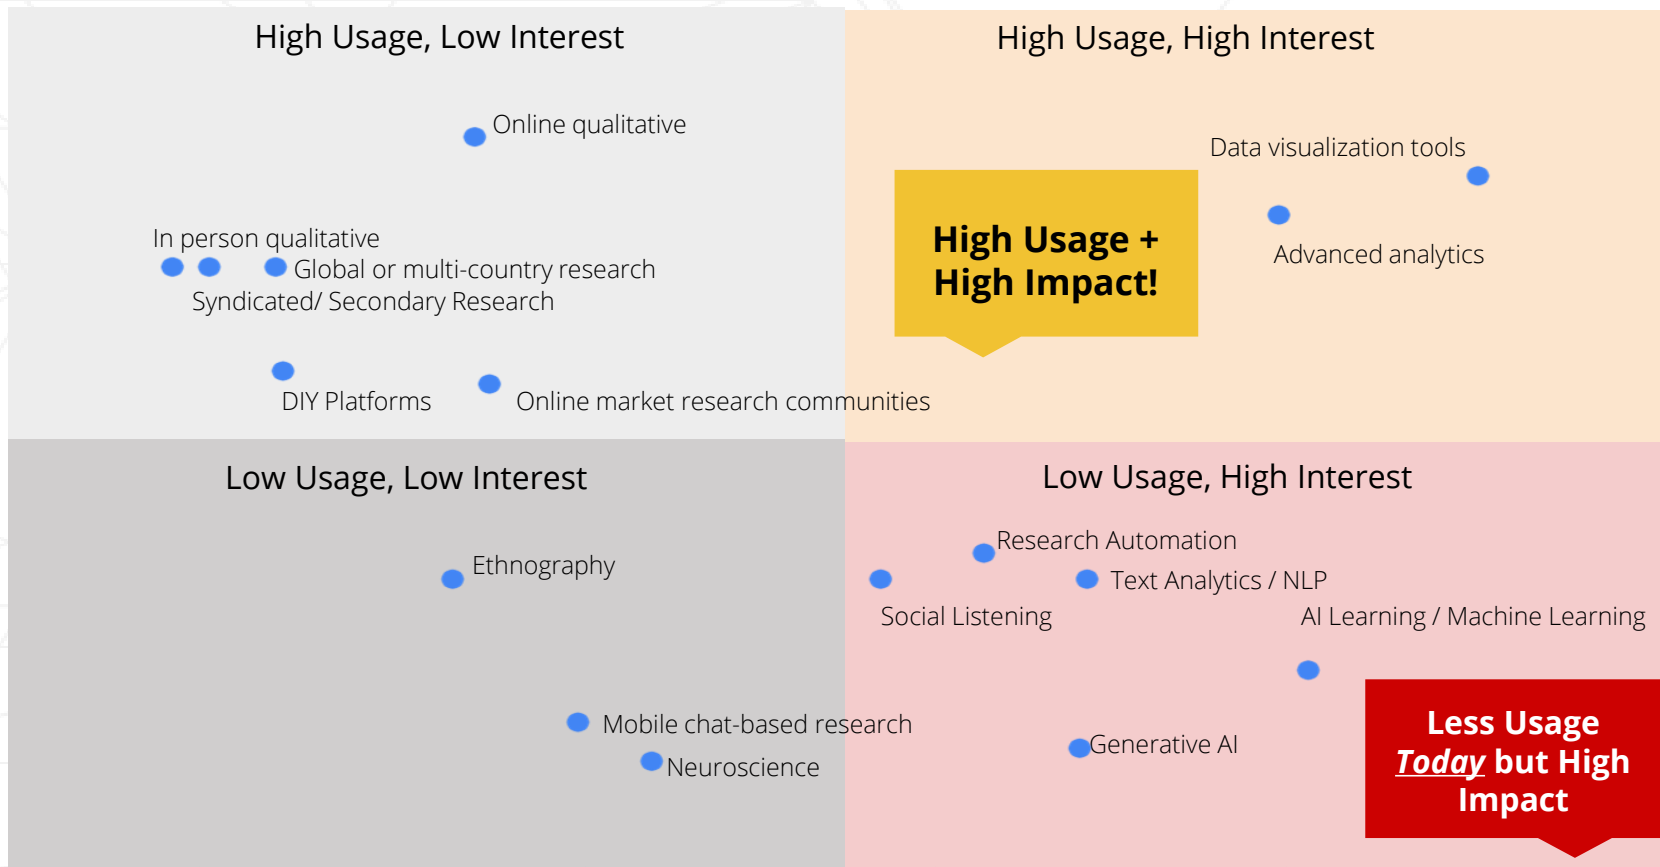 High Usage, Low Interest
High Usage, High Interest
Online qualitative
Data visualization tools
High Usage +
High Impact!
Advanced analytics
In person qualitative
Global or multi-country research
Syndicated/ Secondary Research
DIY Platforms
Online market research communities
Low Usage, Low Interest
Low Usage, High Interest
Research Automation
Ethnography
Text Analytics / NLP
Social Listening
AI Learning / Machine Learning
Mobile chat-based research
Generative AI
Neuroscience
Less Usage
Today but High
Impact